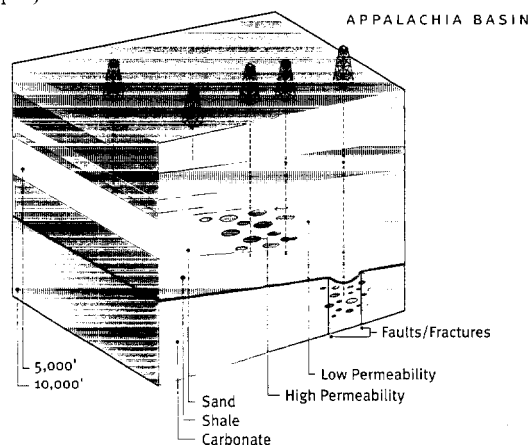 APPALACHIA BASIN
Faults/Fractures
5,000'
10,000'
Low Permeability
High Permeability
Sand
Shale
Carbonate